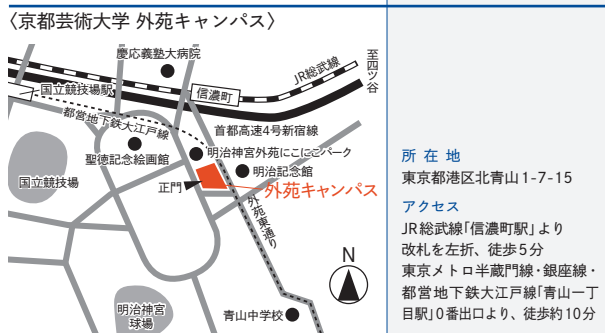 〈京都芸術大学 外苑キャンパス〉
慶応義塾大病院
至四ツ谷
JR総武線
国立競技場駅
信濃町
都営地下鉄大江戸線
首都高速4号新宿線
明治神宮外苑にこにこパーク
聖徳記念絵画館
明治記念館
国立競技場
正門
外苑キャンパス
外苑東通り
N
明治神宮
球場
青山中学校
所在地
東京都港区北青山1-7-15
アクセス
JR総武線「信濃町駅」より
改札を左折、徒歩5分
東京メトロ半蔵門線・銀座線・
都営地下鉄大江戸線「青山一丁
目駅」0番出口より、徒歩約10分